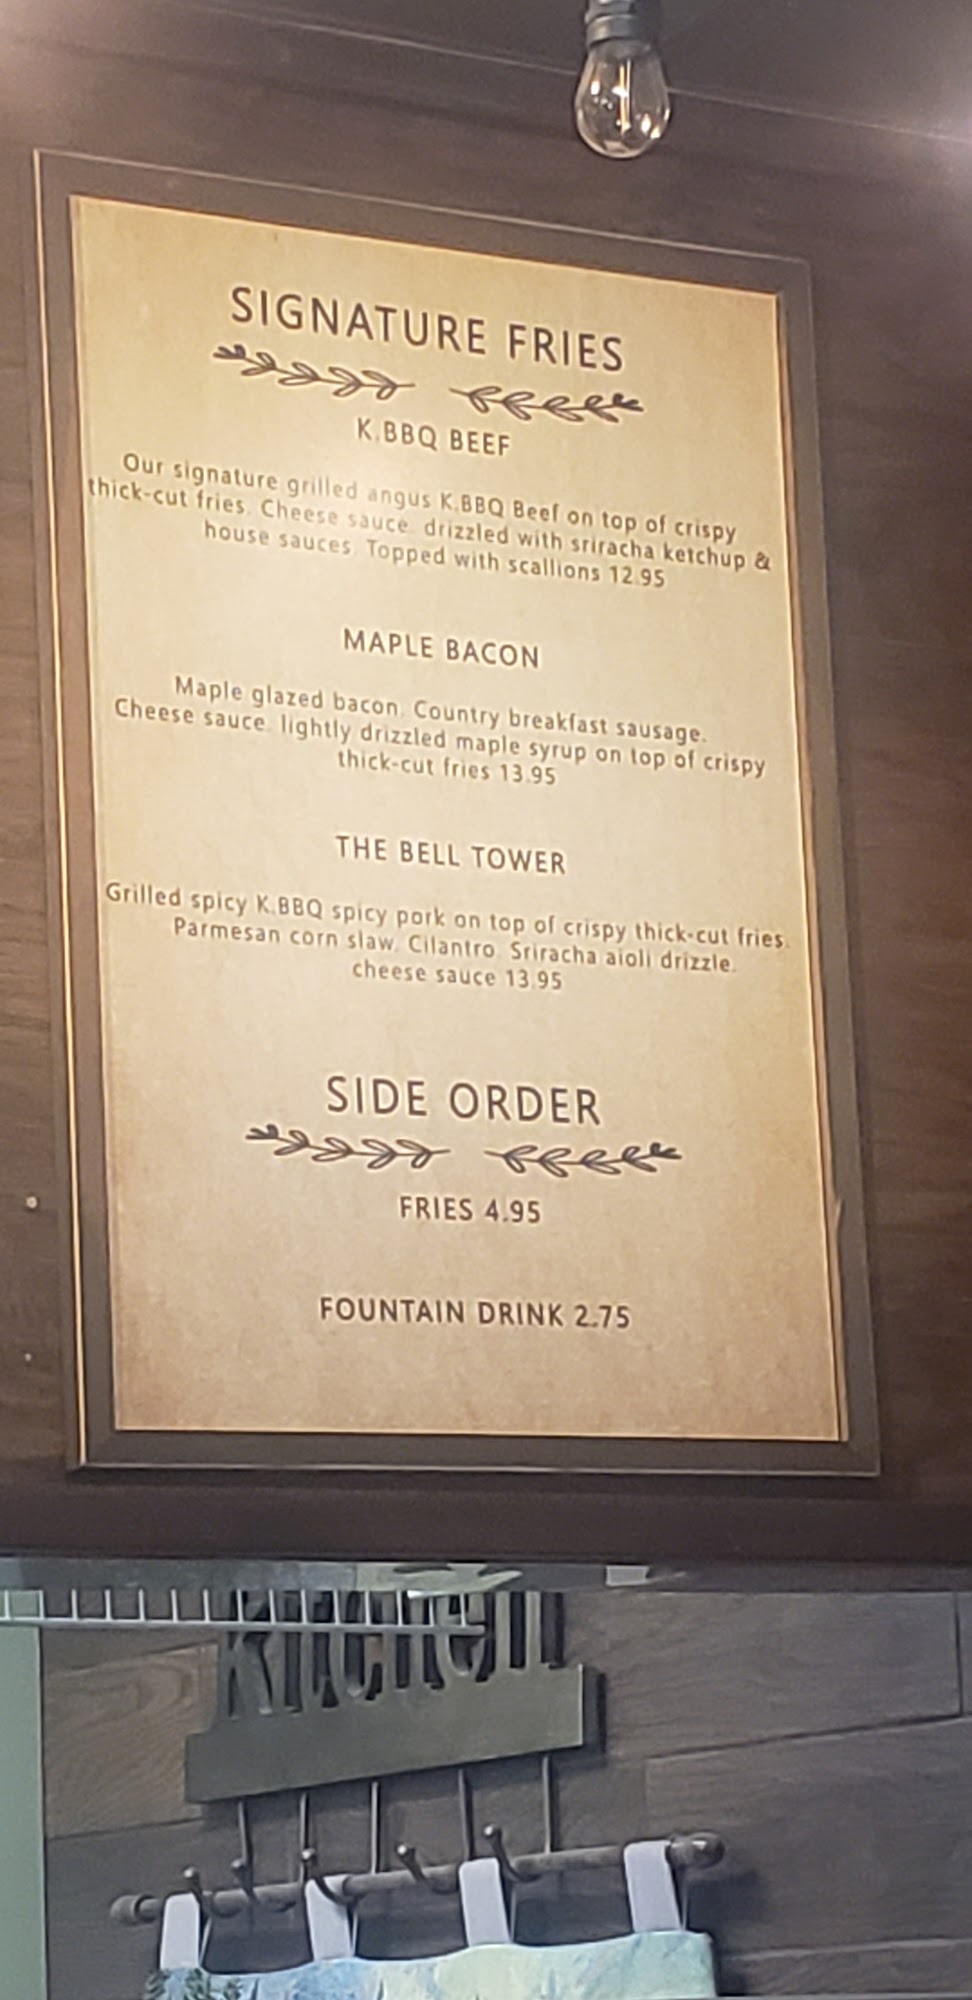 SIGNATURE FRIES
K.BBQ BEEF
Our signature grilled angus K.BBQ Beef on top of crispy
thick-cut fries. Cheese sauce. drizzled with sriracha ketchup &
house sauces. Topped with scallions 12.95
MAPLE BACON
Maple glazed bacon. Country breakfast sausage.
Cheese sauce. lightly drizzled maple syrup on top of crispy
thick-cut fries 13.95
THE BELL TOWER
Grilled spicy K.BBQ spicy pork on top of crispy thick-cut fries.
Parmesan corn slaw. Cilantro. Sriracha aioli drizzle.
cheese sauce 13.95
SIDE ORDER
FRIES 4.95
FOUNTAIN DRINK 2.75
kitchen